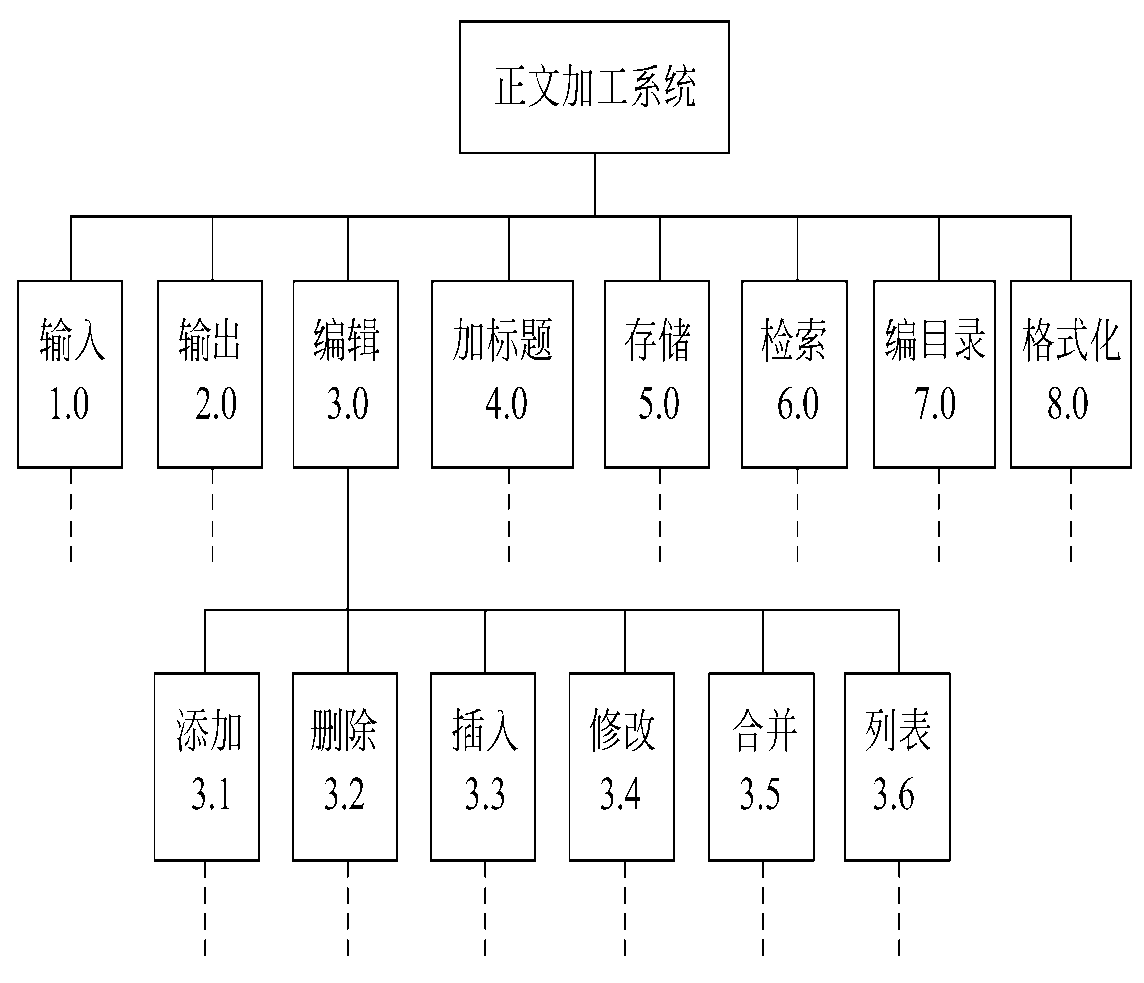 正文加工系统
输入
1.0
输出
2.0
编辑
3.0
加标题
4.0
存储
5.0
检索
6.0
编目录
7.0
格式化
8.0
添加
3.1
删除
3.2
插入
3.3
修改
3.4
合并
3.5
列表
3.6